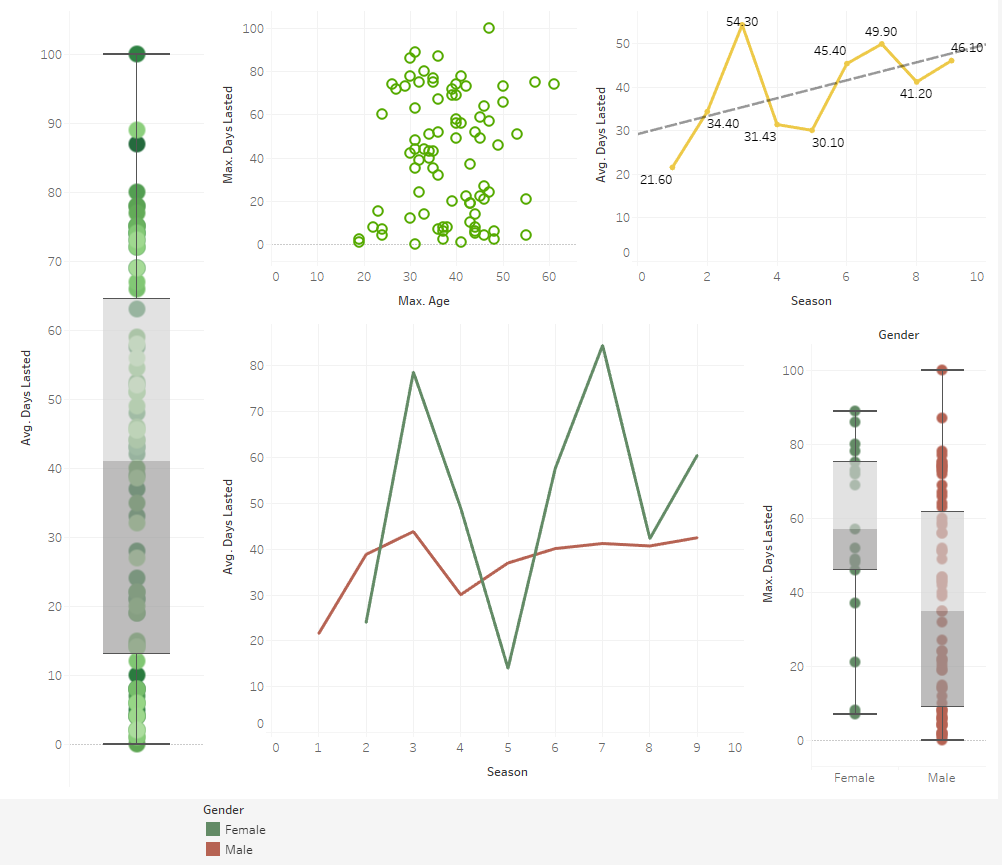 100
90
80
70
60
50
40
30
20
10
0
Avg. Days Lasted
100
80
60
40
20
0
Max. Days Lasted
0 10 20 30 40 50 60
Max. Age
50
40
30
20
10
0
Avg. Days Lasted
54.30
49.90
45.40
46.10
41.20
34.40
31.43
30.10
21.60
0 2 4 6 8 10
Season
80
70
60
50
40
30
20
10
0
Avg. Days Lasted
0 1 2 3 4 5 6 7 8 9 10
Season
Gender
100
80
60
40
20
0
Max. Days Lasted
Female Male
Gender
Female
Male